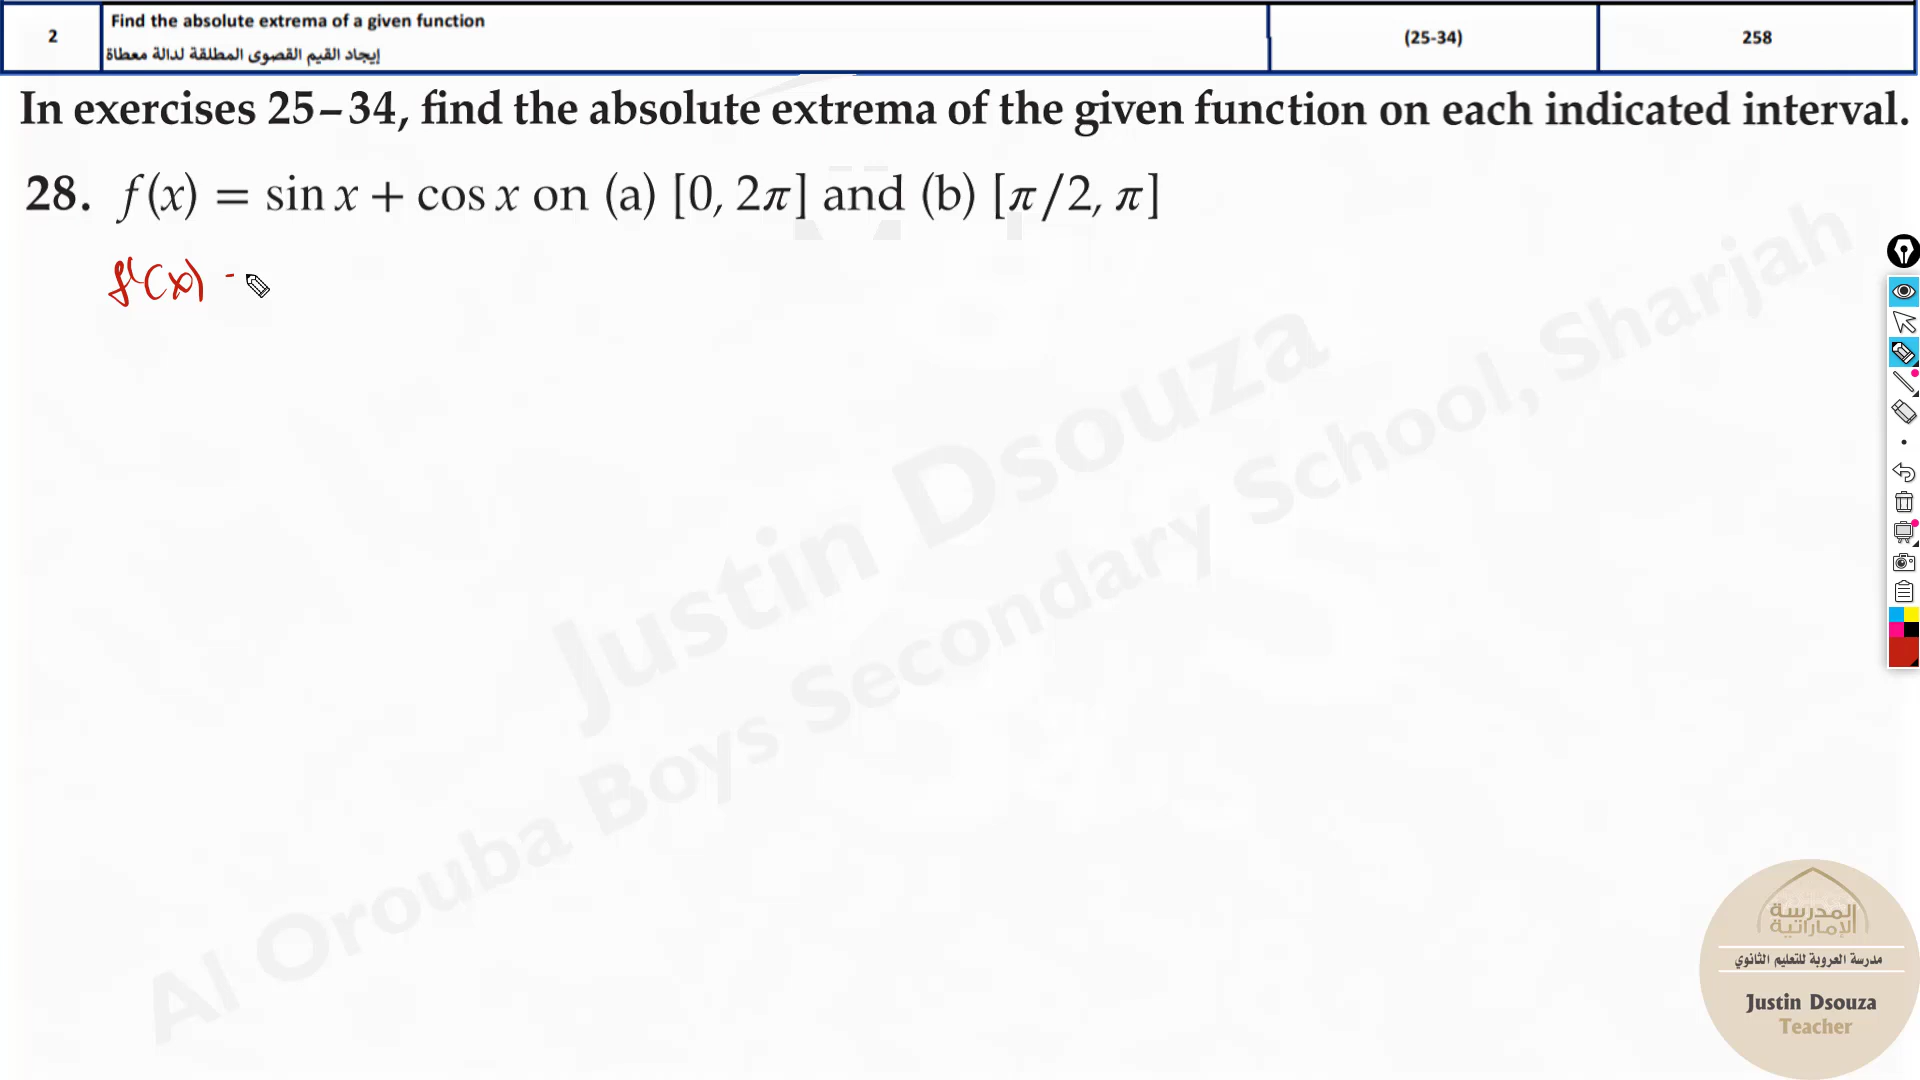 2
Find the absolute extrema of a given function
إيجاد القيم القصوى المطلقة لدالة معطاة
(25-34)
258
In exercises 25–34, find the absolute extrema of the given function on each indicated interval.
28. f(x) = sin x + cos x on (a) [0, 2π] and (b) [π/2, π]
f'(x) -
Justin Dsouza
Al Orouba Boys Secondary School, Sharjah
المدرسة
الإماراتية
مدرسة العروبة للتعليم الثانوي
Justin Dsouza
Teacher